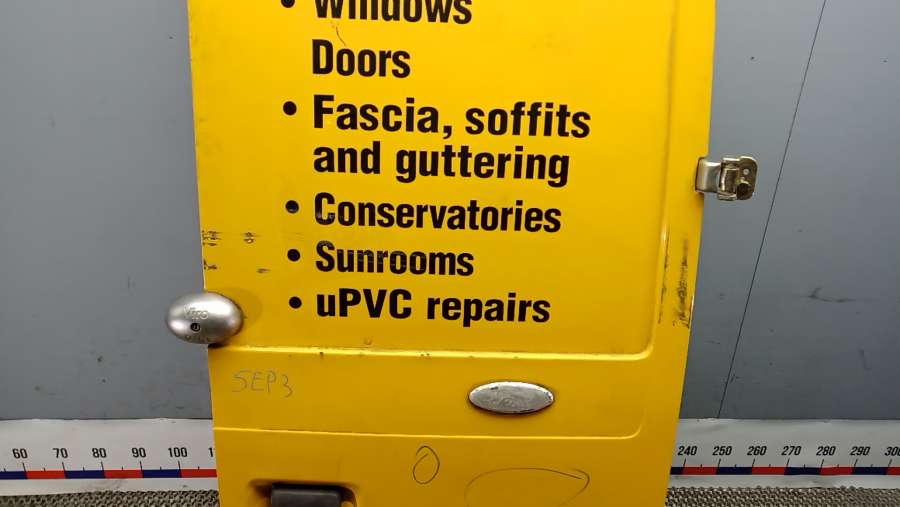 • Windows
Doors
• Fascia, soffits
and guttering
• Conservatories
• Sunrooms
• uPVC repairs
Viro
SEP3
60 70 80 90 100 240 250 260 270 280 290